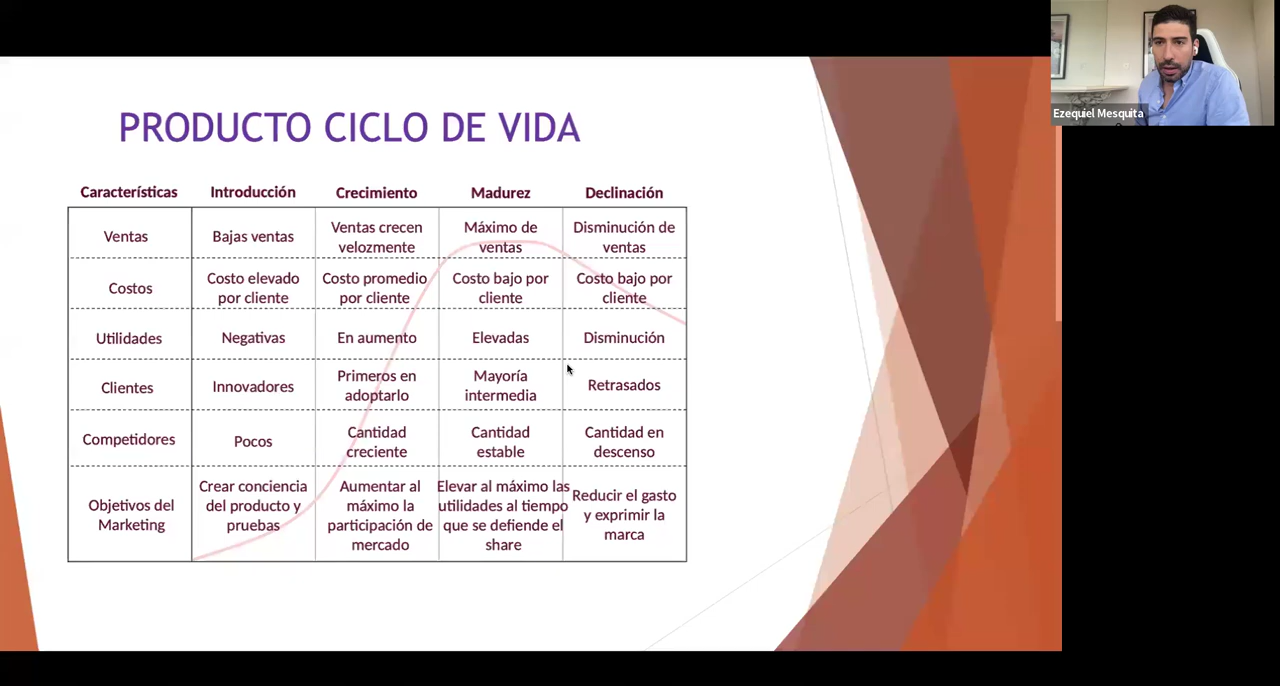 Ezequiel Mesquita
PRODUCTO CICLO DE VIDA
Características Introducción Crecimiento Madurez Declinación
Ventas
Bajas ventas
Ventas crecen
velozmente
Máximo de
ventas
Disminución de
ventas
Costos
Costo elevado
por cliente
Costo promedio
por cliente
Costo bajo por
cliente
Costo bajo por
cliente
Utilidades
Negativas
En aumento
Elevadas
Disminución
Clientes
Innovadores
Primeros en
adoptarlo
Mayoría
intermedia
Retrasados
Competidores
Pocos
Cantidad
creciente
Cantidad
estable
Cantidad en
descenso
Objetivos del
Marketing
Crear conciencia
del producto y
pruebas
Aumentar al
máximo la
participación de
mercado
Elevar al máximo las
utilidades al tiempo
que se defiende el
share
Reducir el gasto
y exprimir la
marca